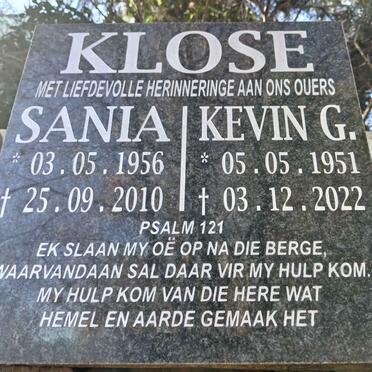 KLOSE
MET LIEFDEVOLLE HERINNERINGE AAN ONS OUERS
SANIA | KEVIN G.
* 03.05.1956 * 05.05.1951
† 25.09.2010 † 03.12.2022
PSALM 121
EK SLAAN MY OË OP NA DIE BERGE,
WAARVANDAAN SAL DAAR VIR MY HULP KOM.
MY HULP KOM VAN DIE HERE WAT
HEMEL EN AARDE GEMAAK HET